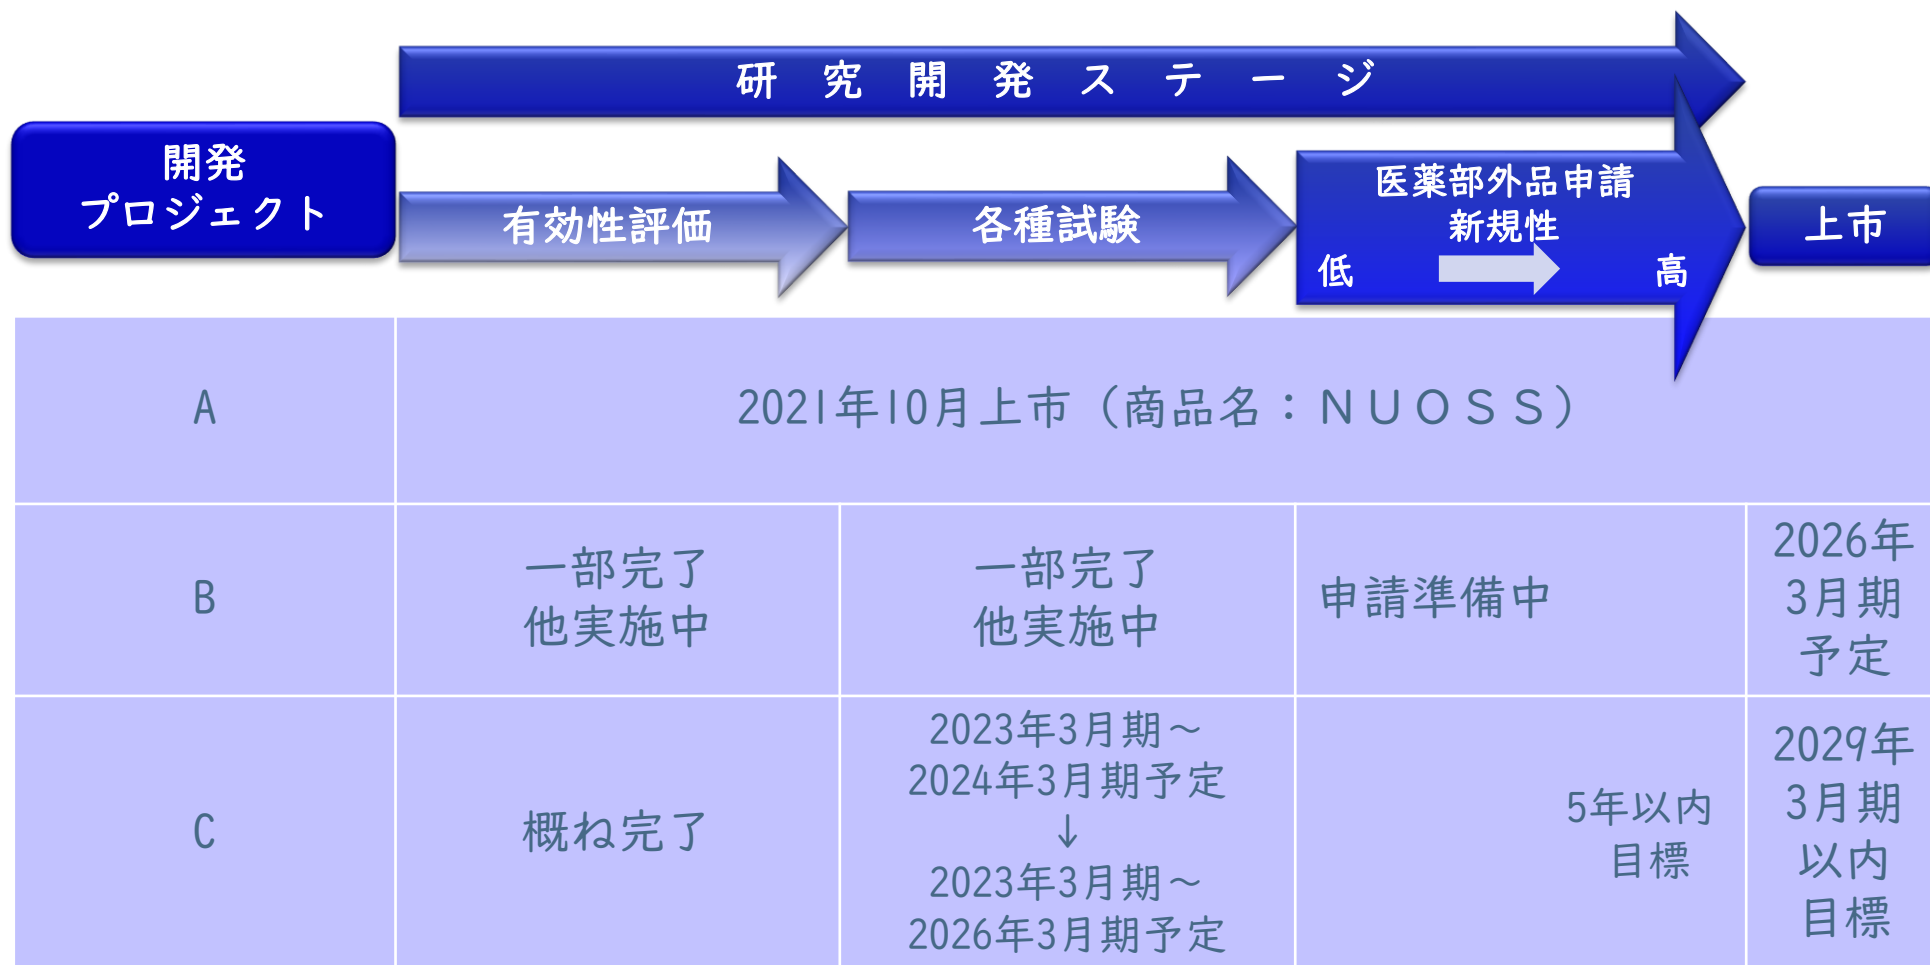 研究開発ステージ
開発
プロジェクト
有効性評価
各種試験
医薬部外品申請
新規性
低 高
上市
A
2021年10月上市（商品名：ＮＵＯＳＳ）
B
一部完了
他実施中
一部完了
他実施中
申請準備中
2026年
3月期
予定
C
概ね完了
2023年3月期～
2024年3月期予定
↓
2023年3月期～
2026年3月期予定
5年以内
目標
2029年
3月期
以内
目標